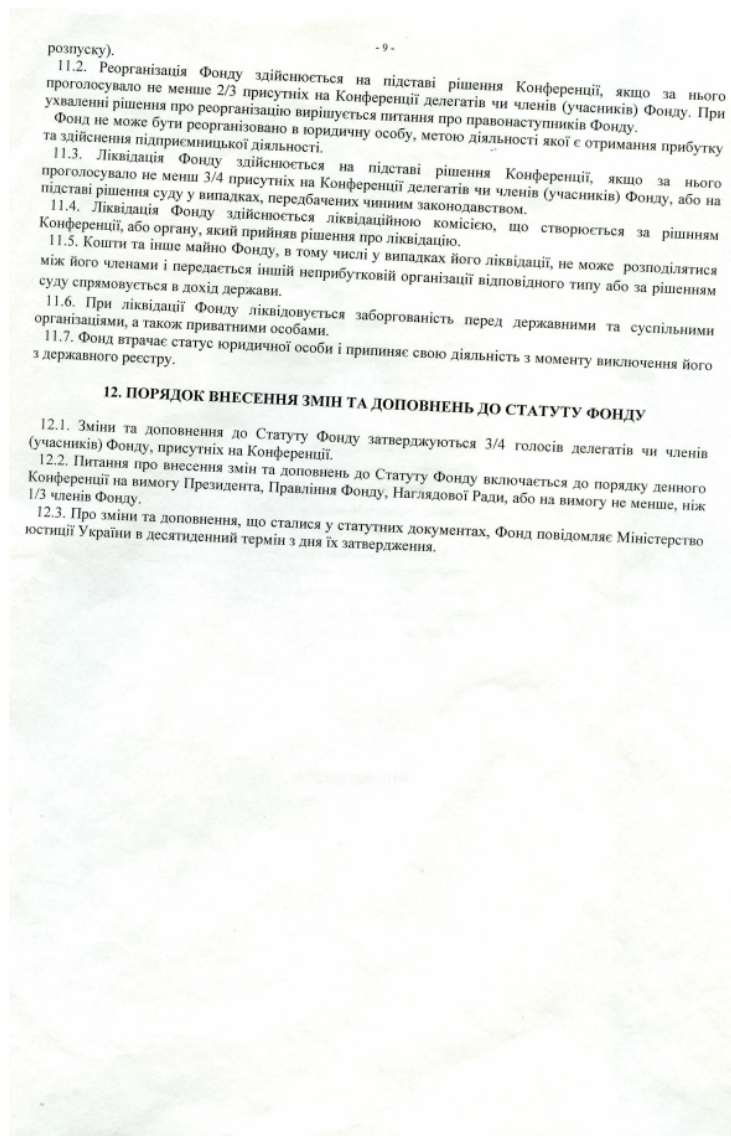 - 9 -
розпуску).
11.2. Реорганізація Фонду здійснюється на підставі рішення Конференції, якщо за нього
проголосувало не менше 2/3 присутніх на Конференції делегатів чи членів (учасників) Фонду. При
ухваленні рішення про реорганізацію вирішується питання про правонаступників Фонду.
Фонд не може бути реорганізовано в юридичну особу, метою діяльності якої є отримання прибутку
та здійснення підприємницької діяльності.
11.3. Ліквідація Фонду здійснюється на підставі рішення Конференції, якщо за нього
проголосувало не менш 3/4 присутніх на Конференції делегатів чи членів (учасників) Фонду, або на
підставі рішення суду у випадках, передбачених чинним законодавством.
11.4. Ліквідація Фонду здійснюється ліквідаційною комісією, що створюється за рішнням
Конференції, або органу, який прийняв рішення про ліквідацію.
11.5. Кошти та інше майно Фонду, в тому числі у випадках його ліквідації, не може розподілятися
між його членами і передається іншій неприбутковій організації відповідного типу або за рішенням
суду спрямовується в дохід держави.
11.6. При ліквідації Фонду ліквідовується заборгованість перед державними та суспільними
організаціями, а також приватними особами.
11.7. Фонд втрачає статус юридичної особи і припиняє свою діяльність з моменту виключення його
з державного реєстру.
12. ПОРЯДОК ВНЕСЕННЯ ЗМІН ТА ДОПОВНЕНЬ ДО СТАТУТУ ФОНДУ
12.1. Зміни та доповнення до Статуту Фонду затверджуються 3/4 голосів делегатів чи членів
(учасників) Фонду, присутніх на Конференції.
12.2. Питання про внесення змін та доповнень до Статуту Фонду включається до порядку денного
Конференції на вимогу Президента, Правління Фонду, Наглядової Ради, або на вимогу не менше, ніж
1/3 членів Фонду.
12.3. Про зміни та доповнення, що сталися у статутних документах, Фонд повідомляє Міністерство
юстиції України в десятиденний термін з дня їх затвердження.